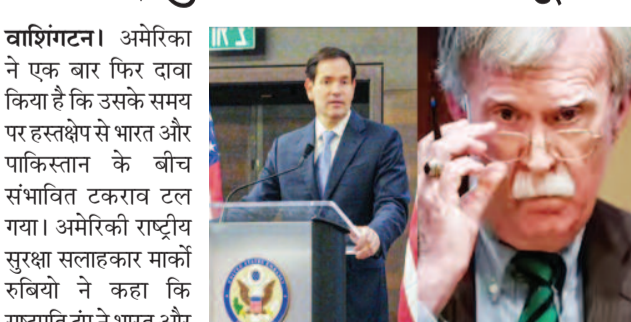 वाशिंगटन। अमेरिका
ने एक बार फिर दावा
किया है कि उसके समय
पर हस्तक्षेप से भारत और
पाकिस्तान के बीच
संभावित टकराव टल
गया। अमेरिकी राष्ट्रीय
सुरक्षा सलाहकार मार्को
रुबियो ने कहा कि